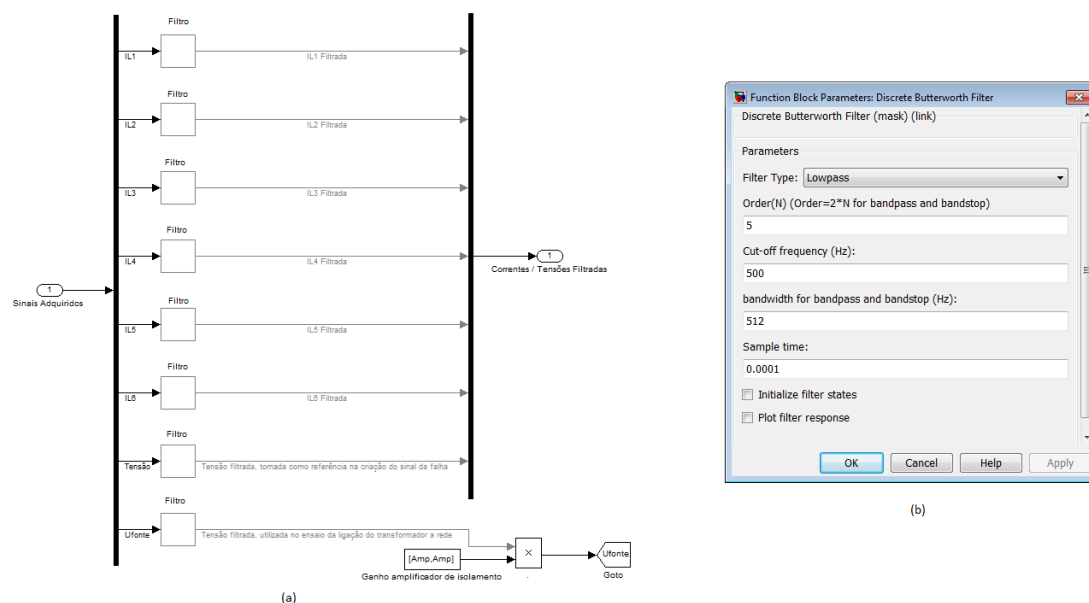 Filtro
IL1
IL1 Filtrada
Filtro
IL2
IL2 Filtrada
Filtro
IL3
IL3 Filtrada
Filtro
IL4
IL4 Filtrada
1
Sinais Adquiridos
1
Correntes / Tensões Filtradas
Filtro
IL5
IL5 Filtrada
Filtro
IL6
IL6 Filtrada
Filtro
Tensão
Tensão filtrada, tomada como referência na criação do sinal da falha
Filtro
Ufonte
Tensão filtrada, utilizada no ensaio da ligação do transformador a rede
[Amp,Amp]
Ganho amplificador de isolamento
×
.
Ufonte
Goto
(a)
Function Block Parameters: Discrete Butterworth Filter
Discrete Butterworth Filter (mask) (link)
Parameters
Filter Type: Lowpass
Order(N) (Order=2*N for bandpass and bandstop)
5
Cut-off frequency (Hz):
500
bandwidth for bandpass and bandstop (Hz):
512
Sample time:
0.0001
Initialize filter states
Plot filter response
OK Cancel Help Apply
(b)